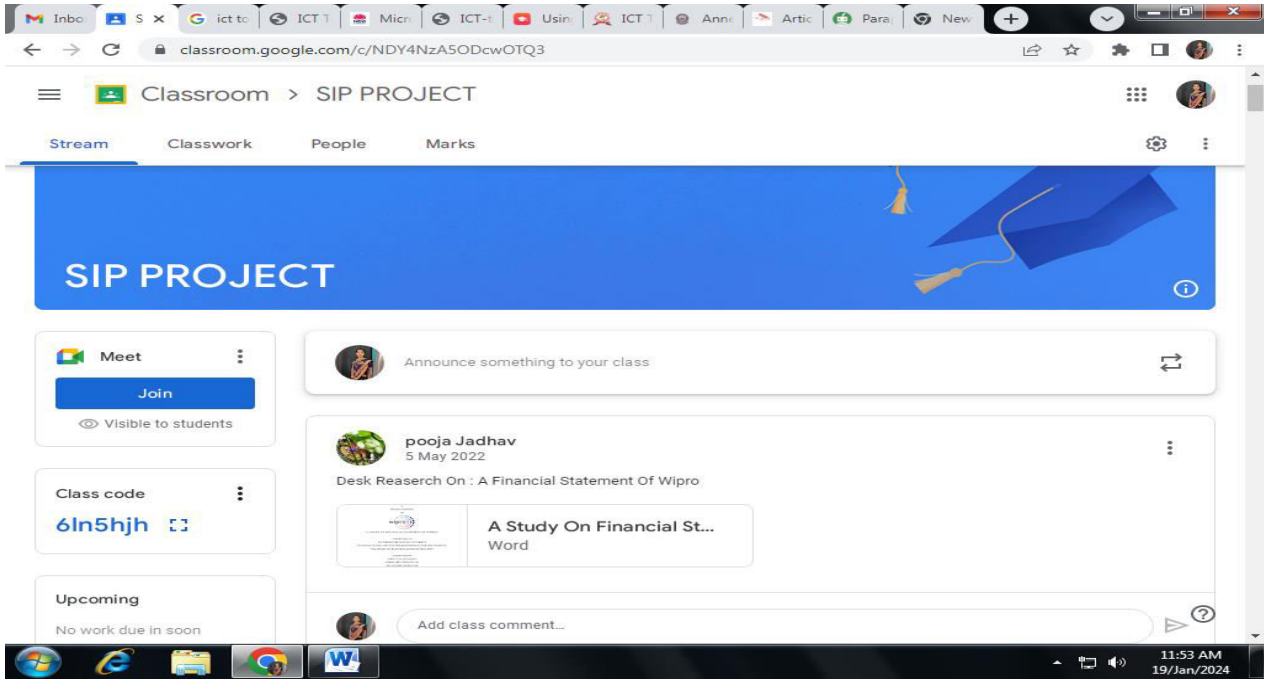 Inbo
S
ict to
ICT T
Micr
ICT-t
Usin
ICT T
Anne
Artic
Para
New
classroom.google.com/c/NDY4NzA5ODcwOTQ3
Classroom > SIP PROJECT
Stream Classwork People Marks
SIP PROJECT
Meet
Join
Visible to students
Class code
6ln5hjh
Upcoming
No work due in soon
Announce something to your class
pooja Jadhav
5 May 2022
Desk Reaserch On : A Financial Statement Of Wipro
wipro
A Study On Financial St...
Word
Add class comment...
11:53 AM
19/Jan/2024